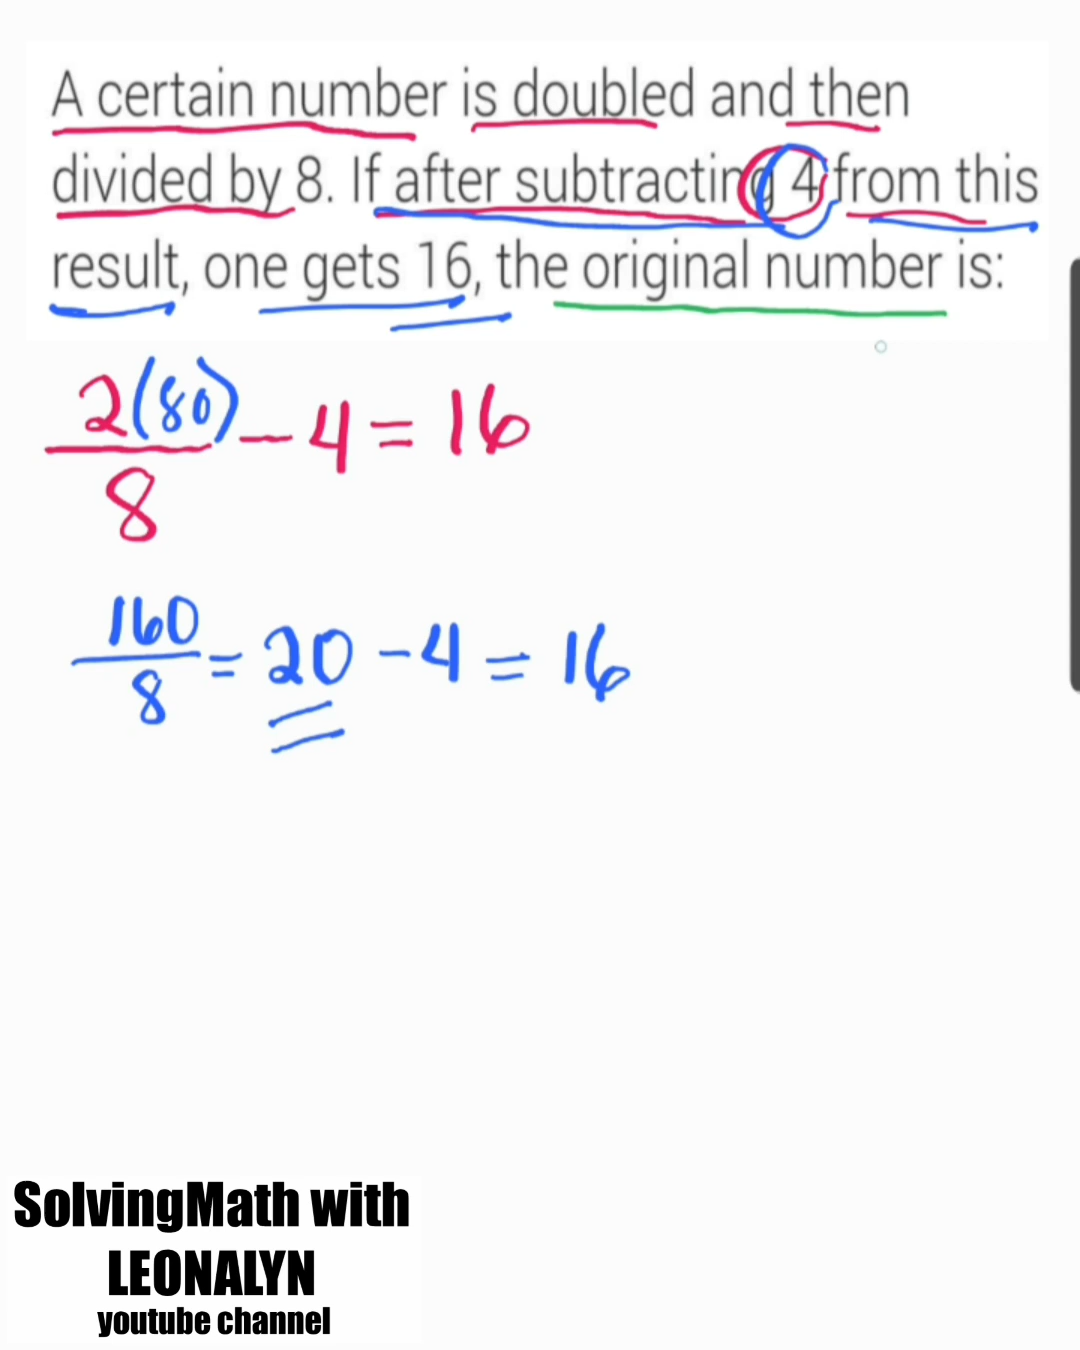 A certain number is doubled and then
divided by 8. If after subtracting 4 from this
result, one gets 16, the original number is:
2(80)
8
- 4 = 16
160
8
= 20 - 4 = 16
SolvingMath with
LEONALYN
youtube channel